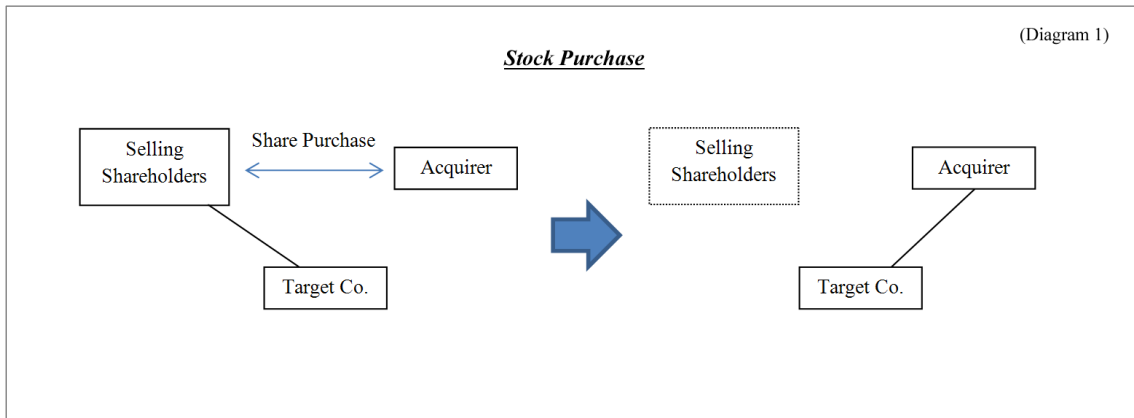 (Diagram 1)
Stock Purchase
Selling
Shareholders
Share Purchase
Acquirer
Target Co.
Selling
Shareholders
Acquirer
Target Co.